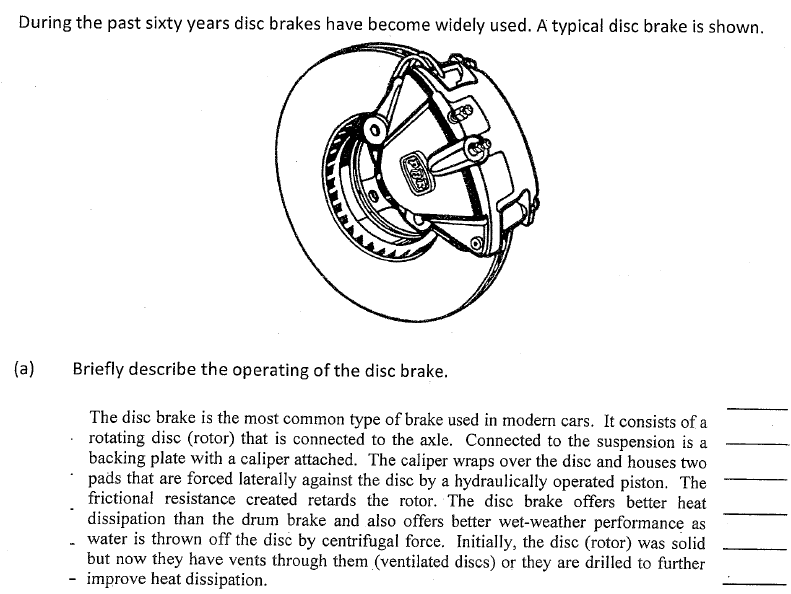 During the past sixty years disc brakes have become widely used. A typical disc brake is shown.
(a) Briefly describe the operating of the disc brake.
The disc brake is the most common type of brake used in modern cars. It consists of a
rotating disc (rotor) that is connected to the axle. Connected to the suspension is a
backing plate with a caliper attached. The caliper wraps over the disc and houses two
pads that are forced laterally against the disc by a hydraulically operated piston. The
frictional resistance created retards the rotor. The disc brake offers better heat
dissipation than the drum brake and also offers better wet-weather performance as
water is thrown off the disc by centrifugal force. Initially, the disc (rotor) was solid
but now they have vents through them (ventilated discs) or they are drilled to further
improve heat dissipation.